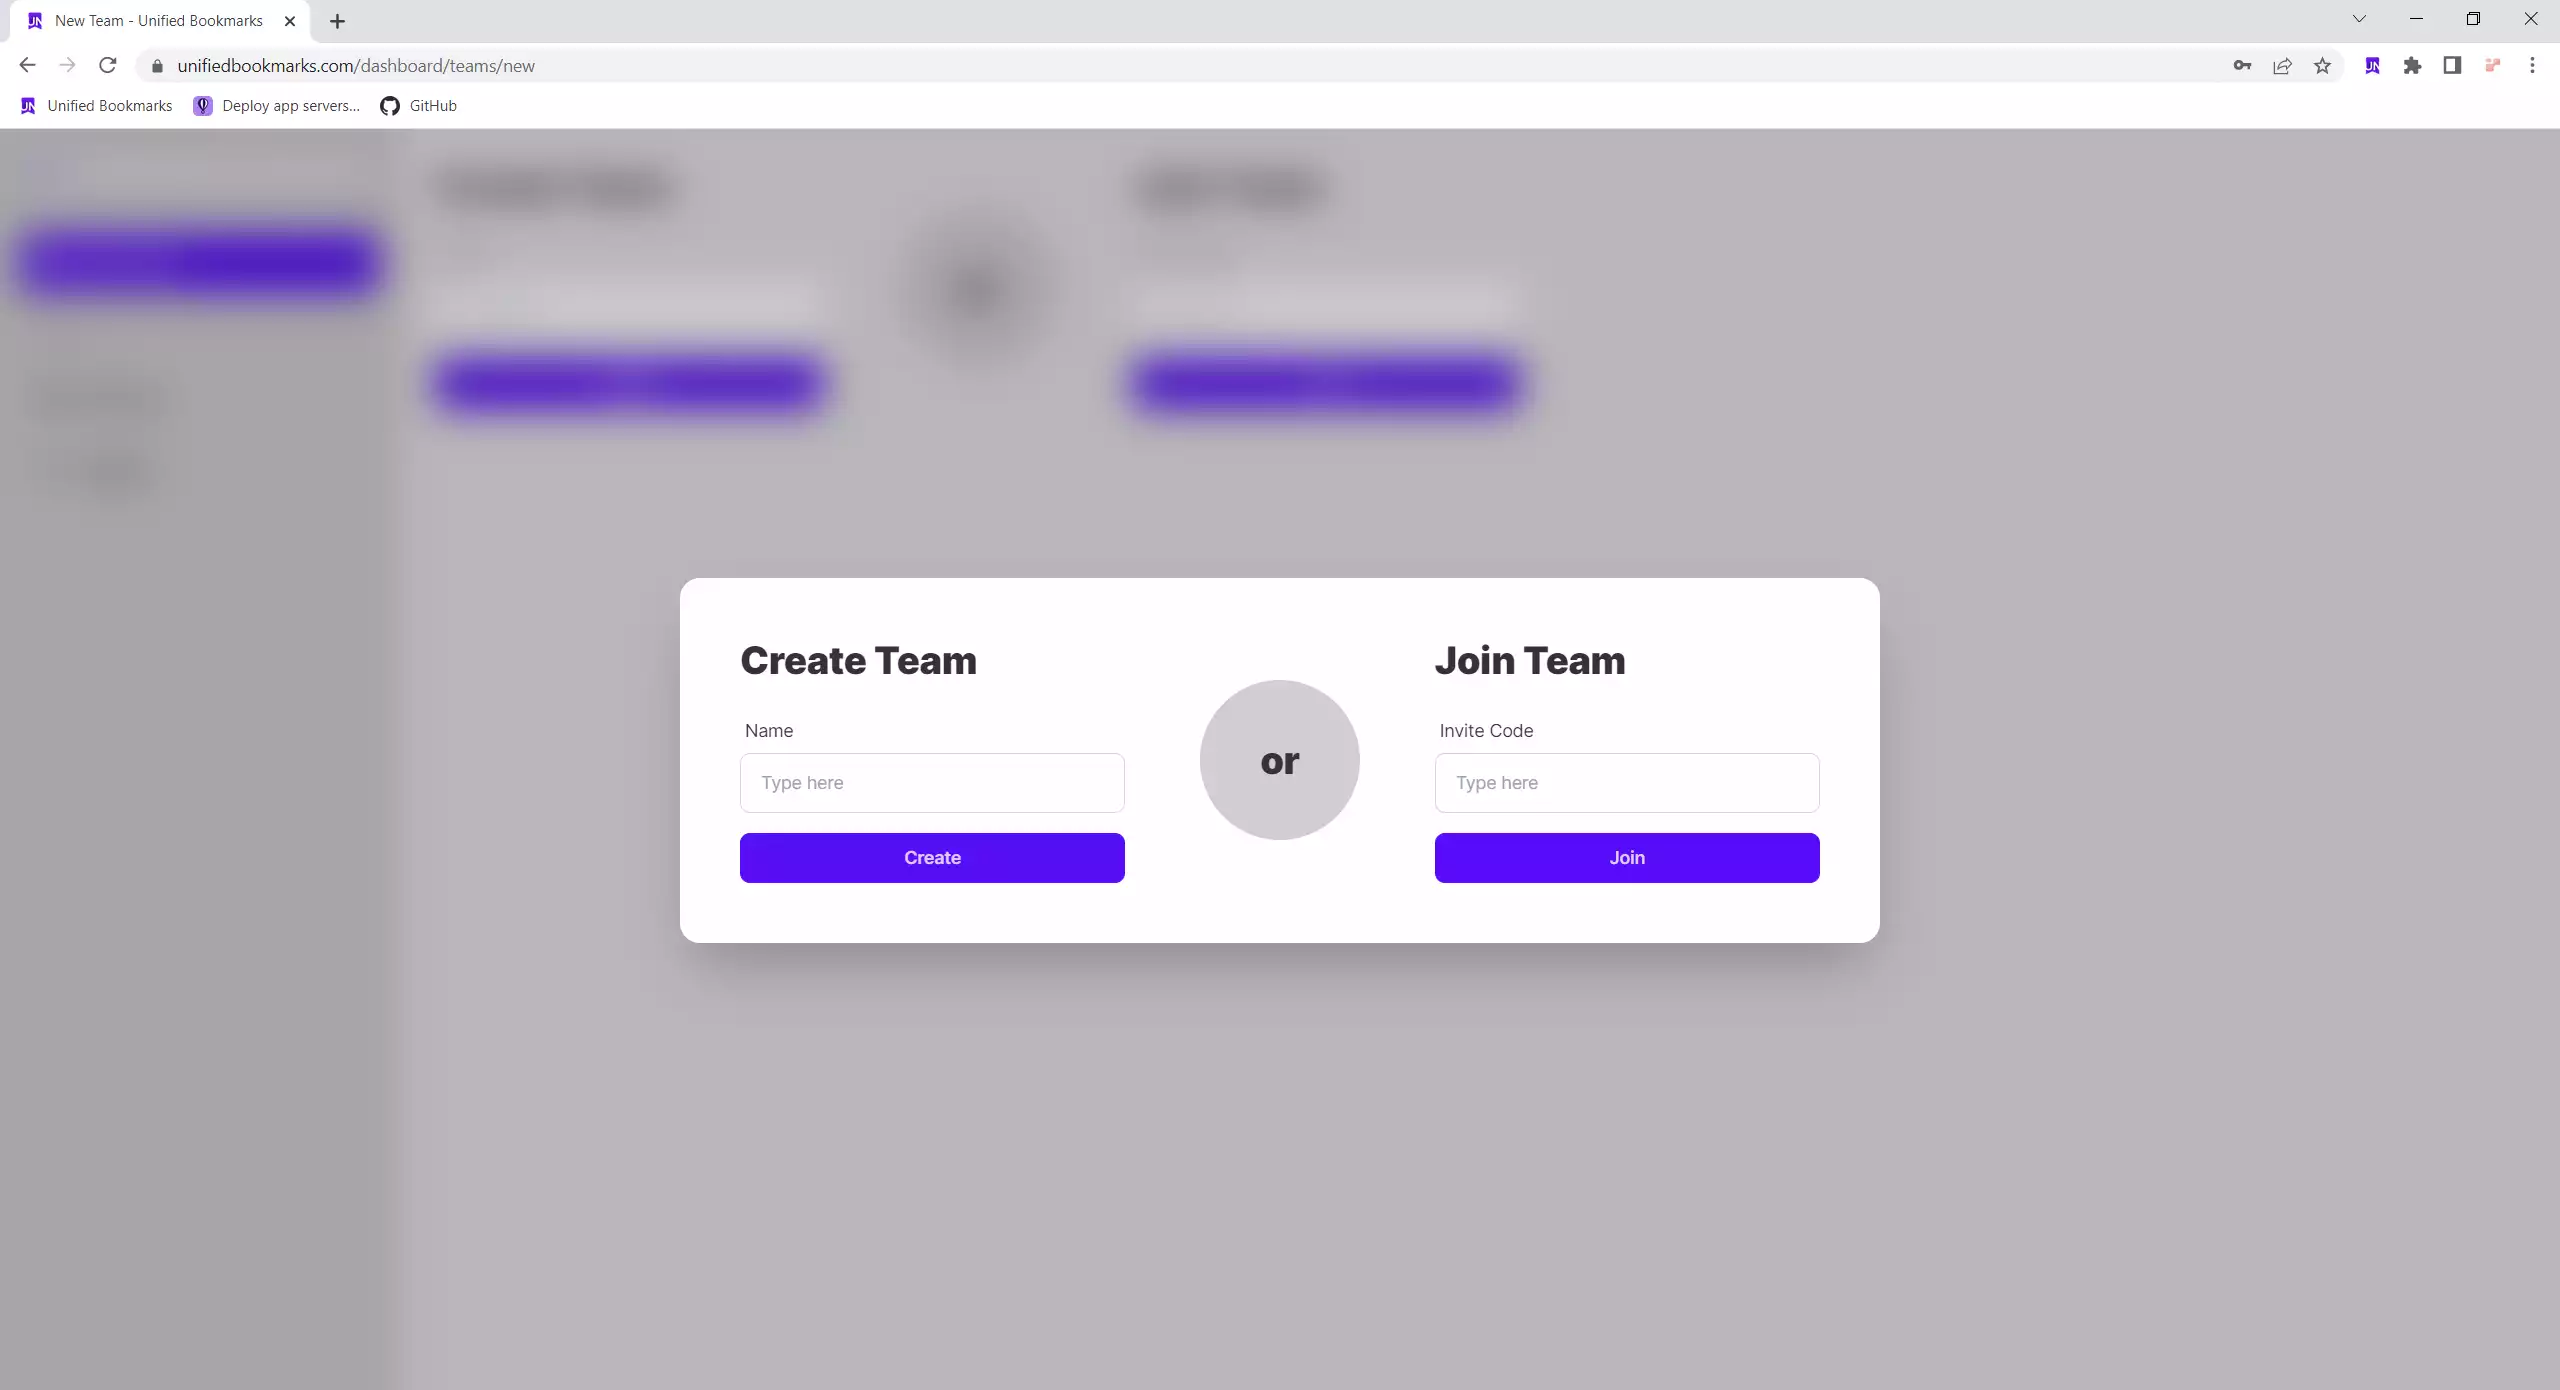 New Team - Unified Bookmarks
unifiedbookmarks.com/dashboard/teams/new
Unified Bookmarks
Deploy app servers...
GitHub
Create Team
Name
Type here
Create
or
Join Team
Invite Code
Type here
Join